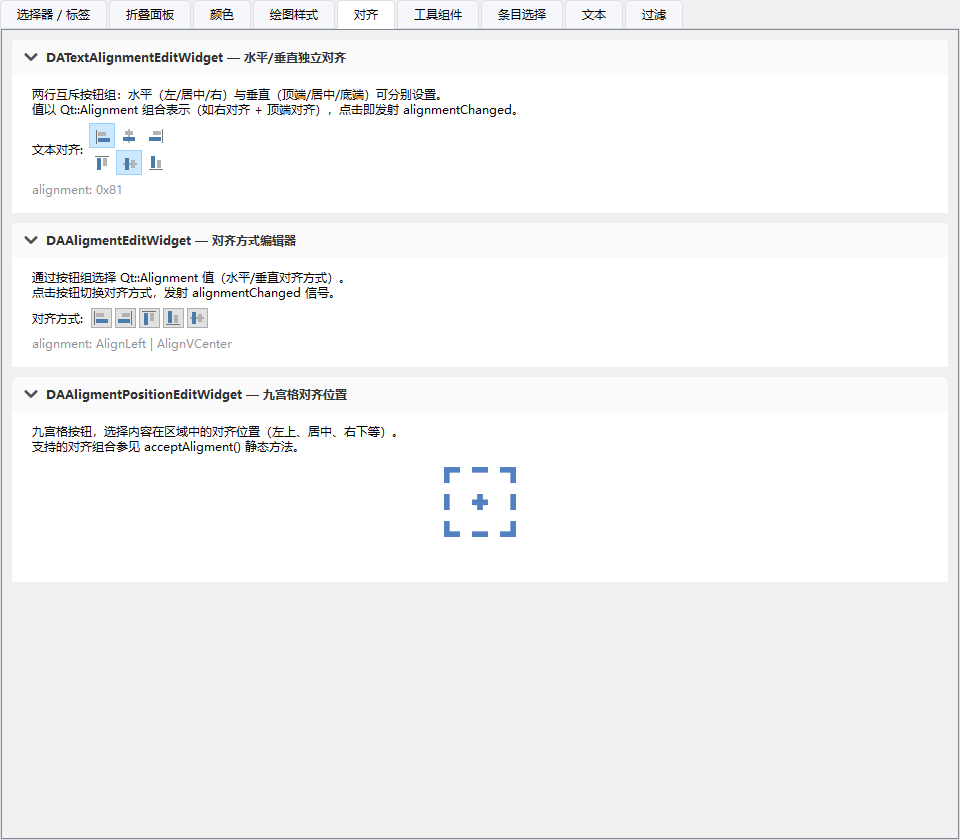 选择器 / 标签
折叠面板
颜色
绘图样式
对齐
工具组件
条目选择
文本
过滤
DATextAlignmentEditWidget — 水平/垂直独立对齐
两行互斥按钮组：水平（左/居中/右）与垂直（顶端/居中/底端）可分别设置。
值以 Qt::Alignment 组合表示（如右对齐 + 顶端对齐），点击即发射 alignmentChanged。
文本对齐:
alignment: 0x81
DAAligmentEditWidget — 对齐方式编辑器
通过按钮组选择 Qt::Alignment 值（水平/垂直对齐方式）。
点击按钮切换对齐方式，发射 alignmentChanged 信号。
对齐方式:
alignment: AlignLeft | AlignVCenter
DAAligmentPositionEditWidget — 九宫格对齐位置
九宫格按钮，选择内容在区域中的对齐位置（左上、居中、右下等）。
支持的对齐组合参见 acceptAligment() 静态方法。